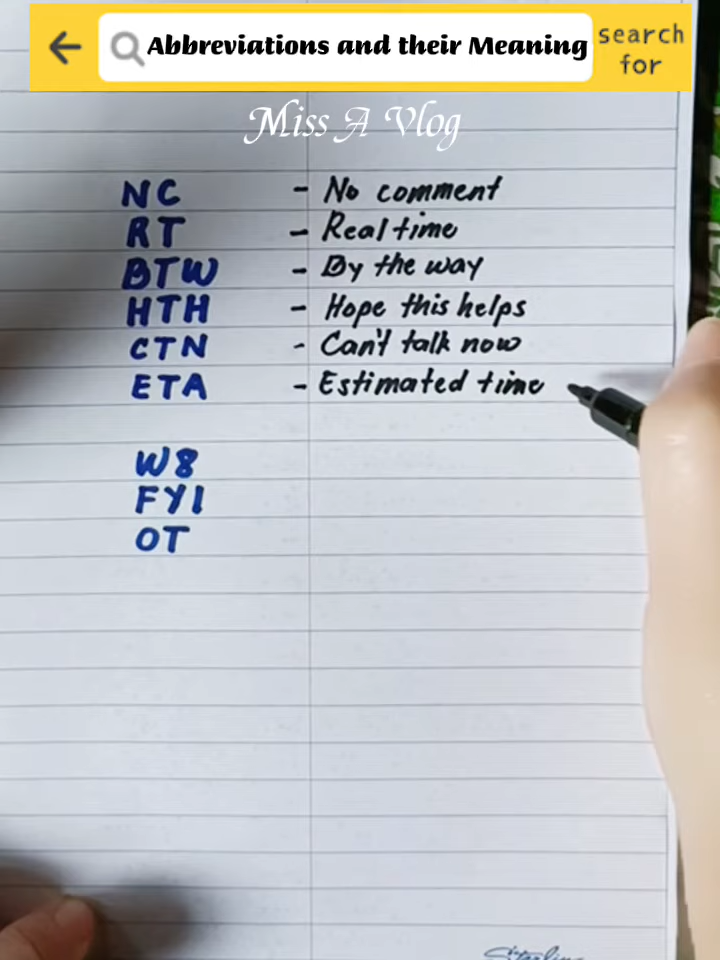 Abbreviations and their Meaning
search for
Miss A Vlog
NC - No comment
RT - Real time
BTW - By the way
HTH - Hope this helps
CTN - Can't talk now
ETA - Estimated time
W8
FYI
OT